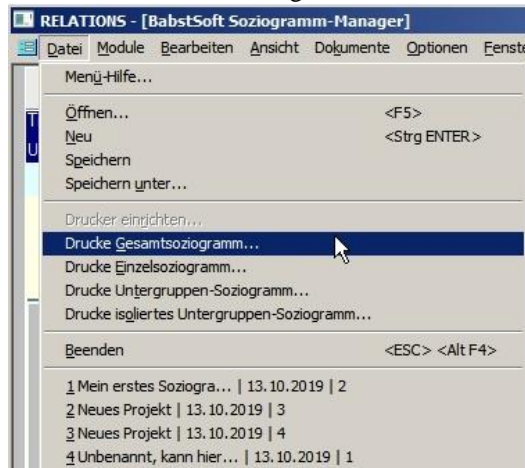 RELATIONS - [BabstSoft Soziogramm-Manager]
Datei Module Bearbeiten Ansicht Dokumente Optionen Fenste
Menü-Hilfe...
Öffnen... <F5>
Neu <Strg ENTER>
Speichern
Speichern unter...
Drucker einrichten...
Drucke Gesamtsoziogramm...
Drucke Einzelsoziogramm...
Drucke Untergruppen-Soziogramm...
Drucke isoliertes Untergruppen-Soziogramm...
Beenden <ESC> <Alt F4>
1 Mein erstes Soziogra... | 13.10.2019 | 2
2 Neues Projekt | 13.10.2019 | 3
3 Neues Projekt | 13.10.2019 | 4
4 Unbenannt, kann hier... | 13.10.2019 | 1